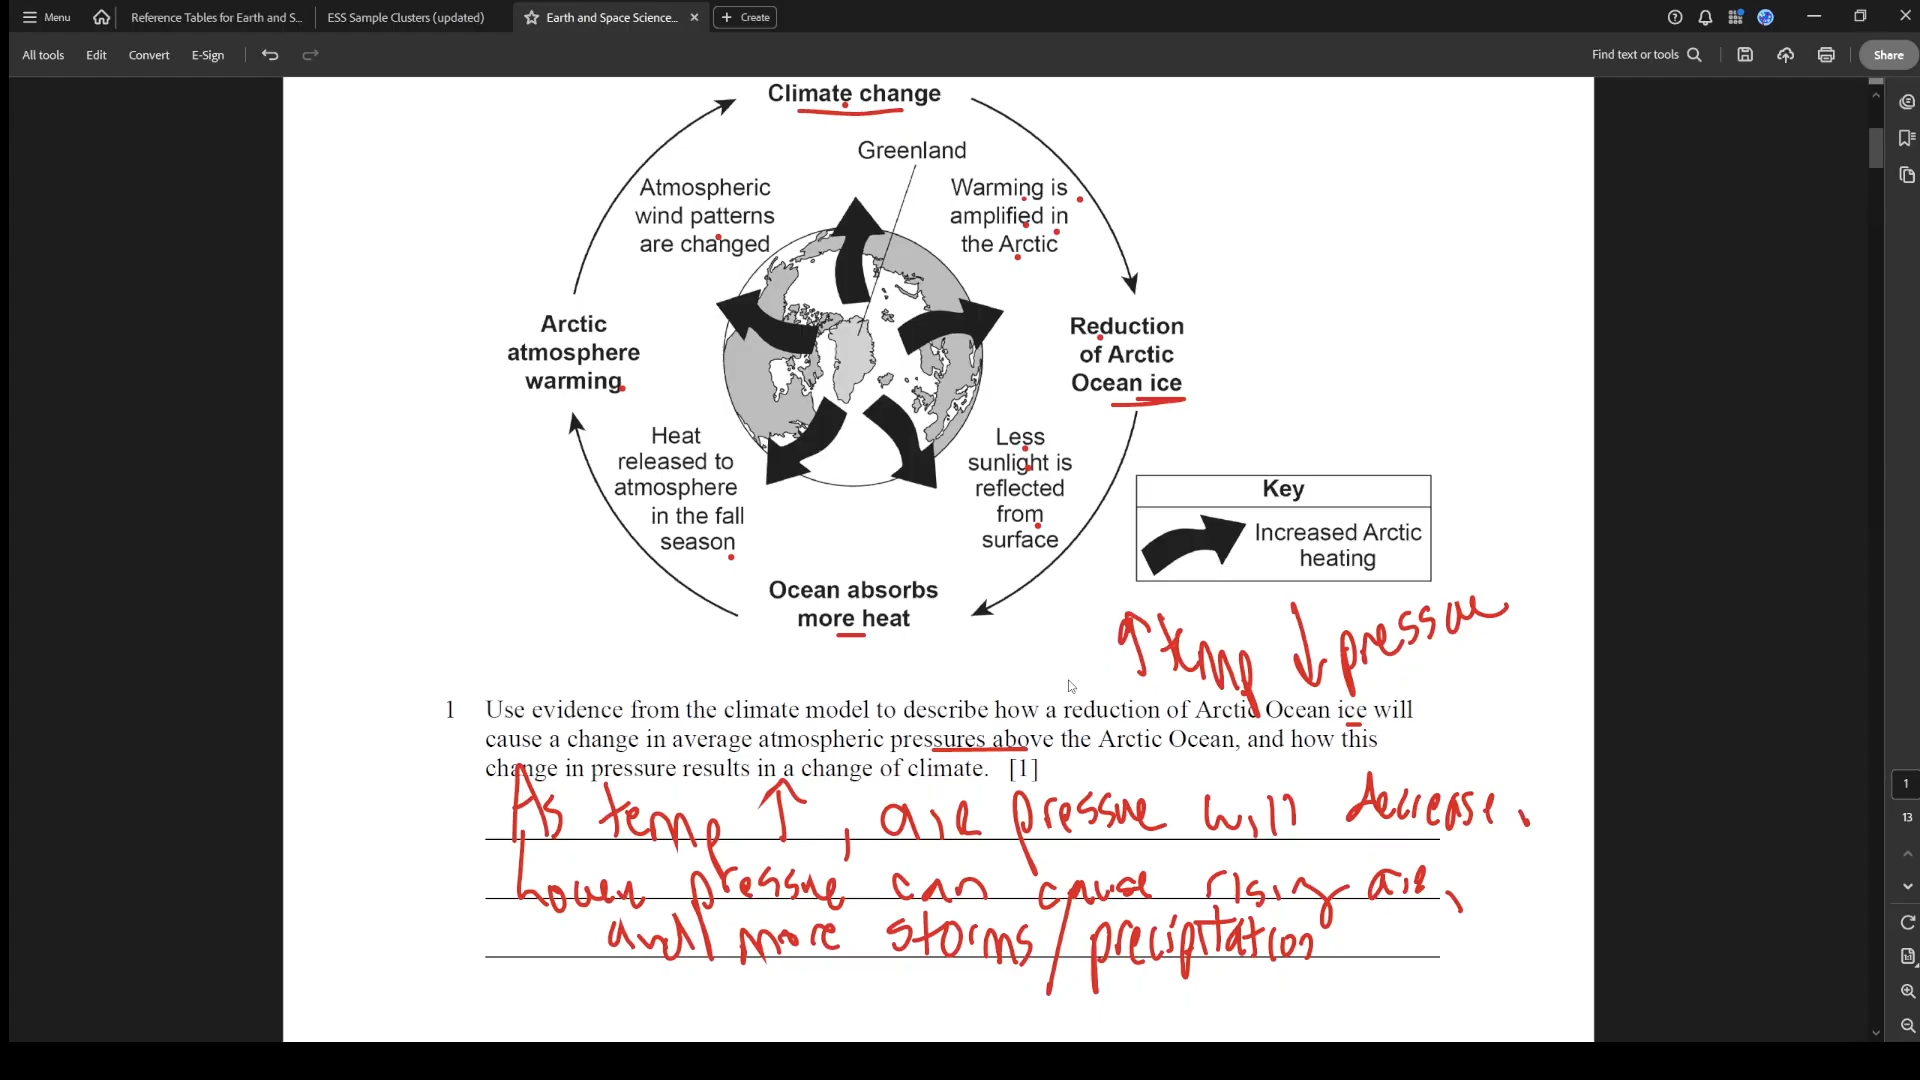 Menu
Reference Tables for Earth and S...
ESS Sample Clusters (updated)
Earth and Space Science...
Create
All tools
Edit
Convert
E-Sign
Find text or tools
Share
Climate change
Greenland
Atmospheric
wind patterns
are changed
Warming is
amplified in
the Arctic
Arctic
atmosphere
warming
Reduction
of Arctic
Ocean ice
Heat
released to
atmosphere
in the fall
season
Less
sunlight is
reflected
from
surface
Key
Increased Arctic
heating
Ocean absorbs
more heat
↑ temp ↓ pressure
1 Use evidence from the climate model to describe how a reduction of Arctic Ocean ice will
cause a change in average atmospheric pressures above the Arctic Ocean, and how this
change in pressure results in a change of climate. [1]
As temp ↑, air pressure will decrease.
Lower pressure can cause rising air,
and more storms/precipitation
1
13